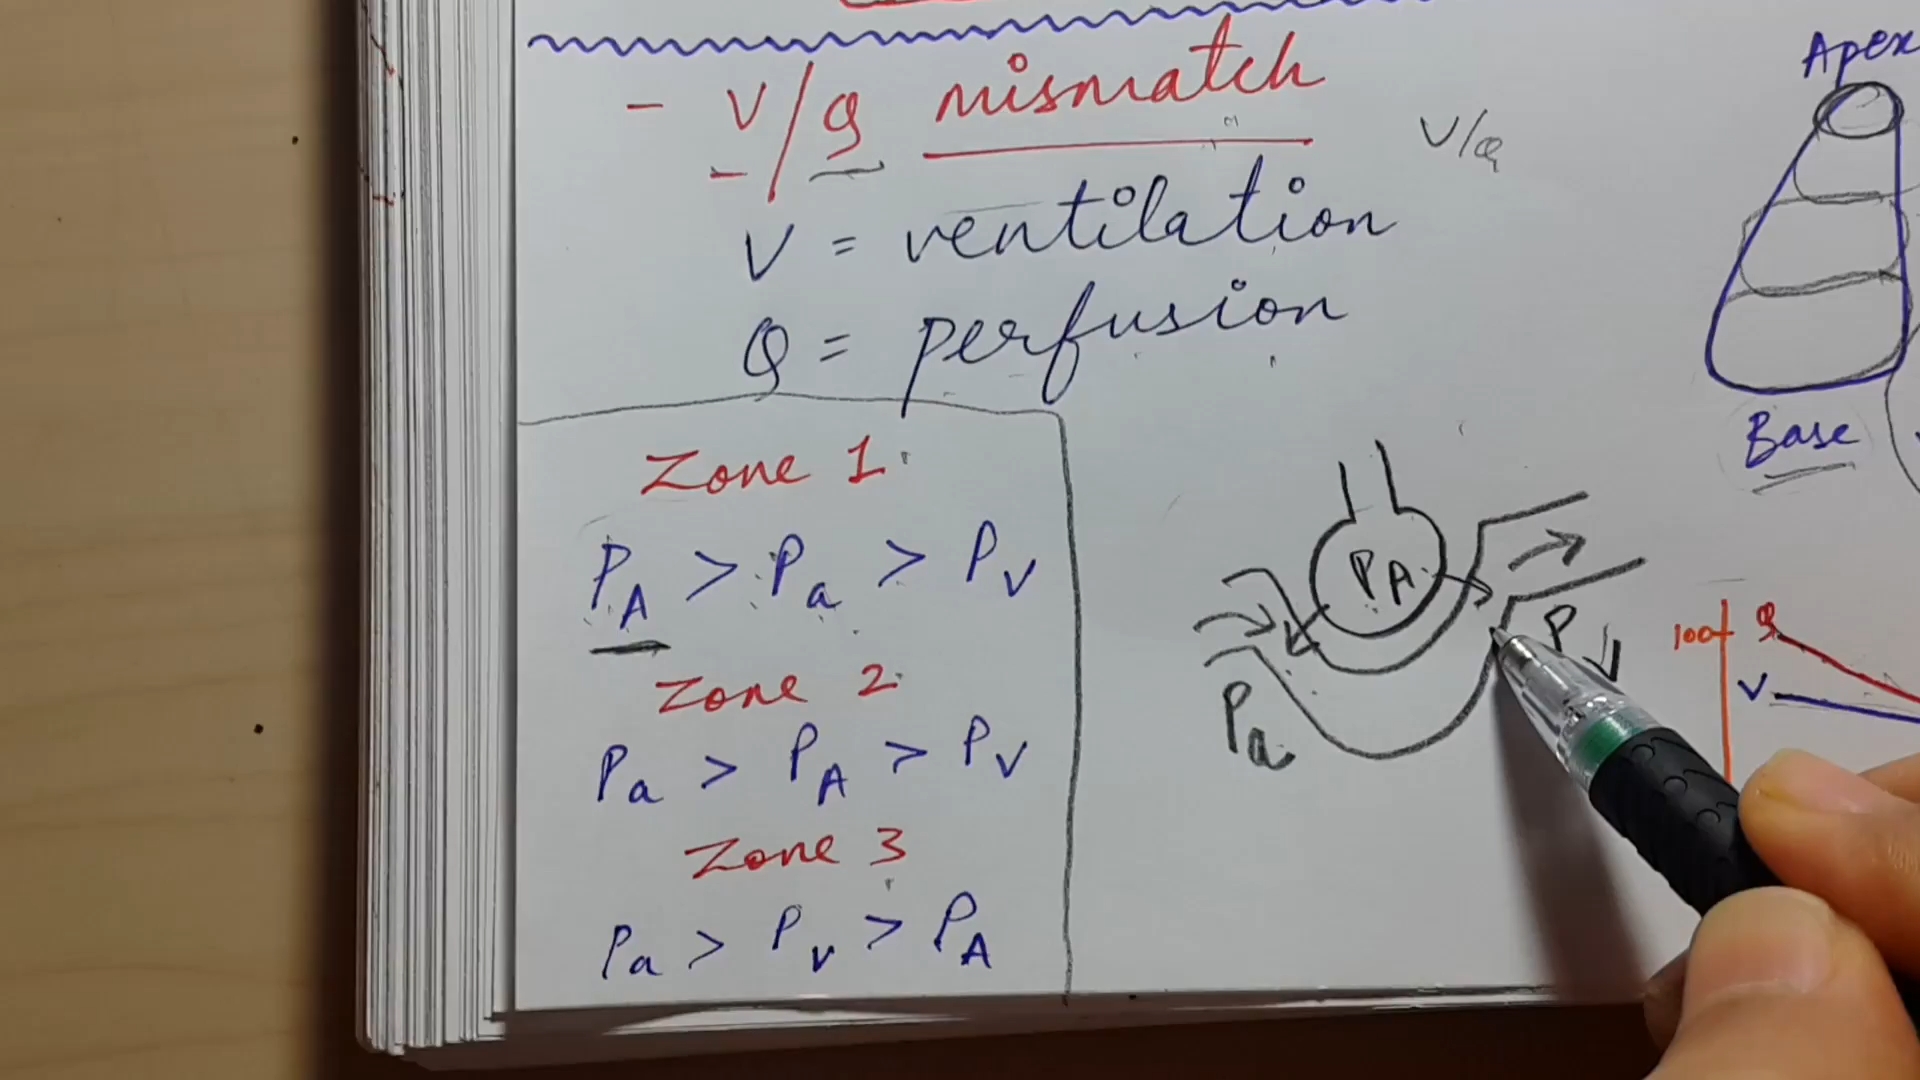 - V/Q mismatch
V/Q
V = ventilation
Q = perfusion
Zone 1
PA > Pa > PV
Zone 2
Pa > PA > PV
Zone 3
Pa > PV > PA
PA
Pa
PV
Apex
Base
100
Q
V